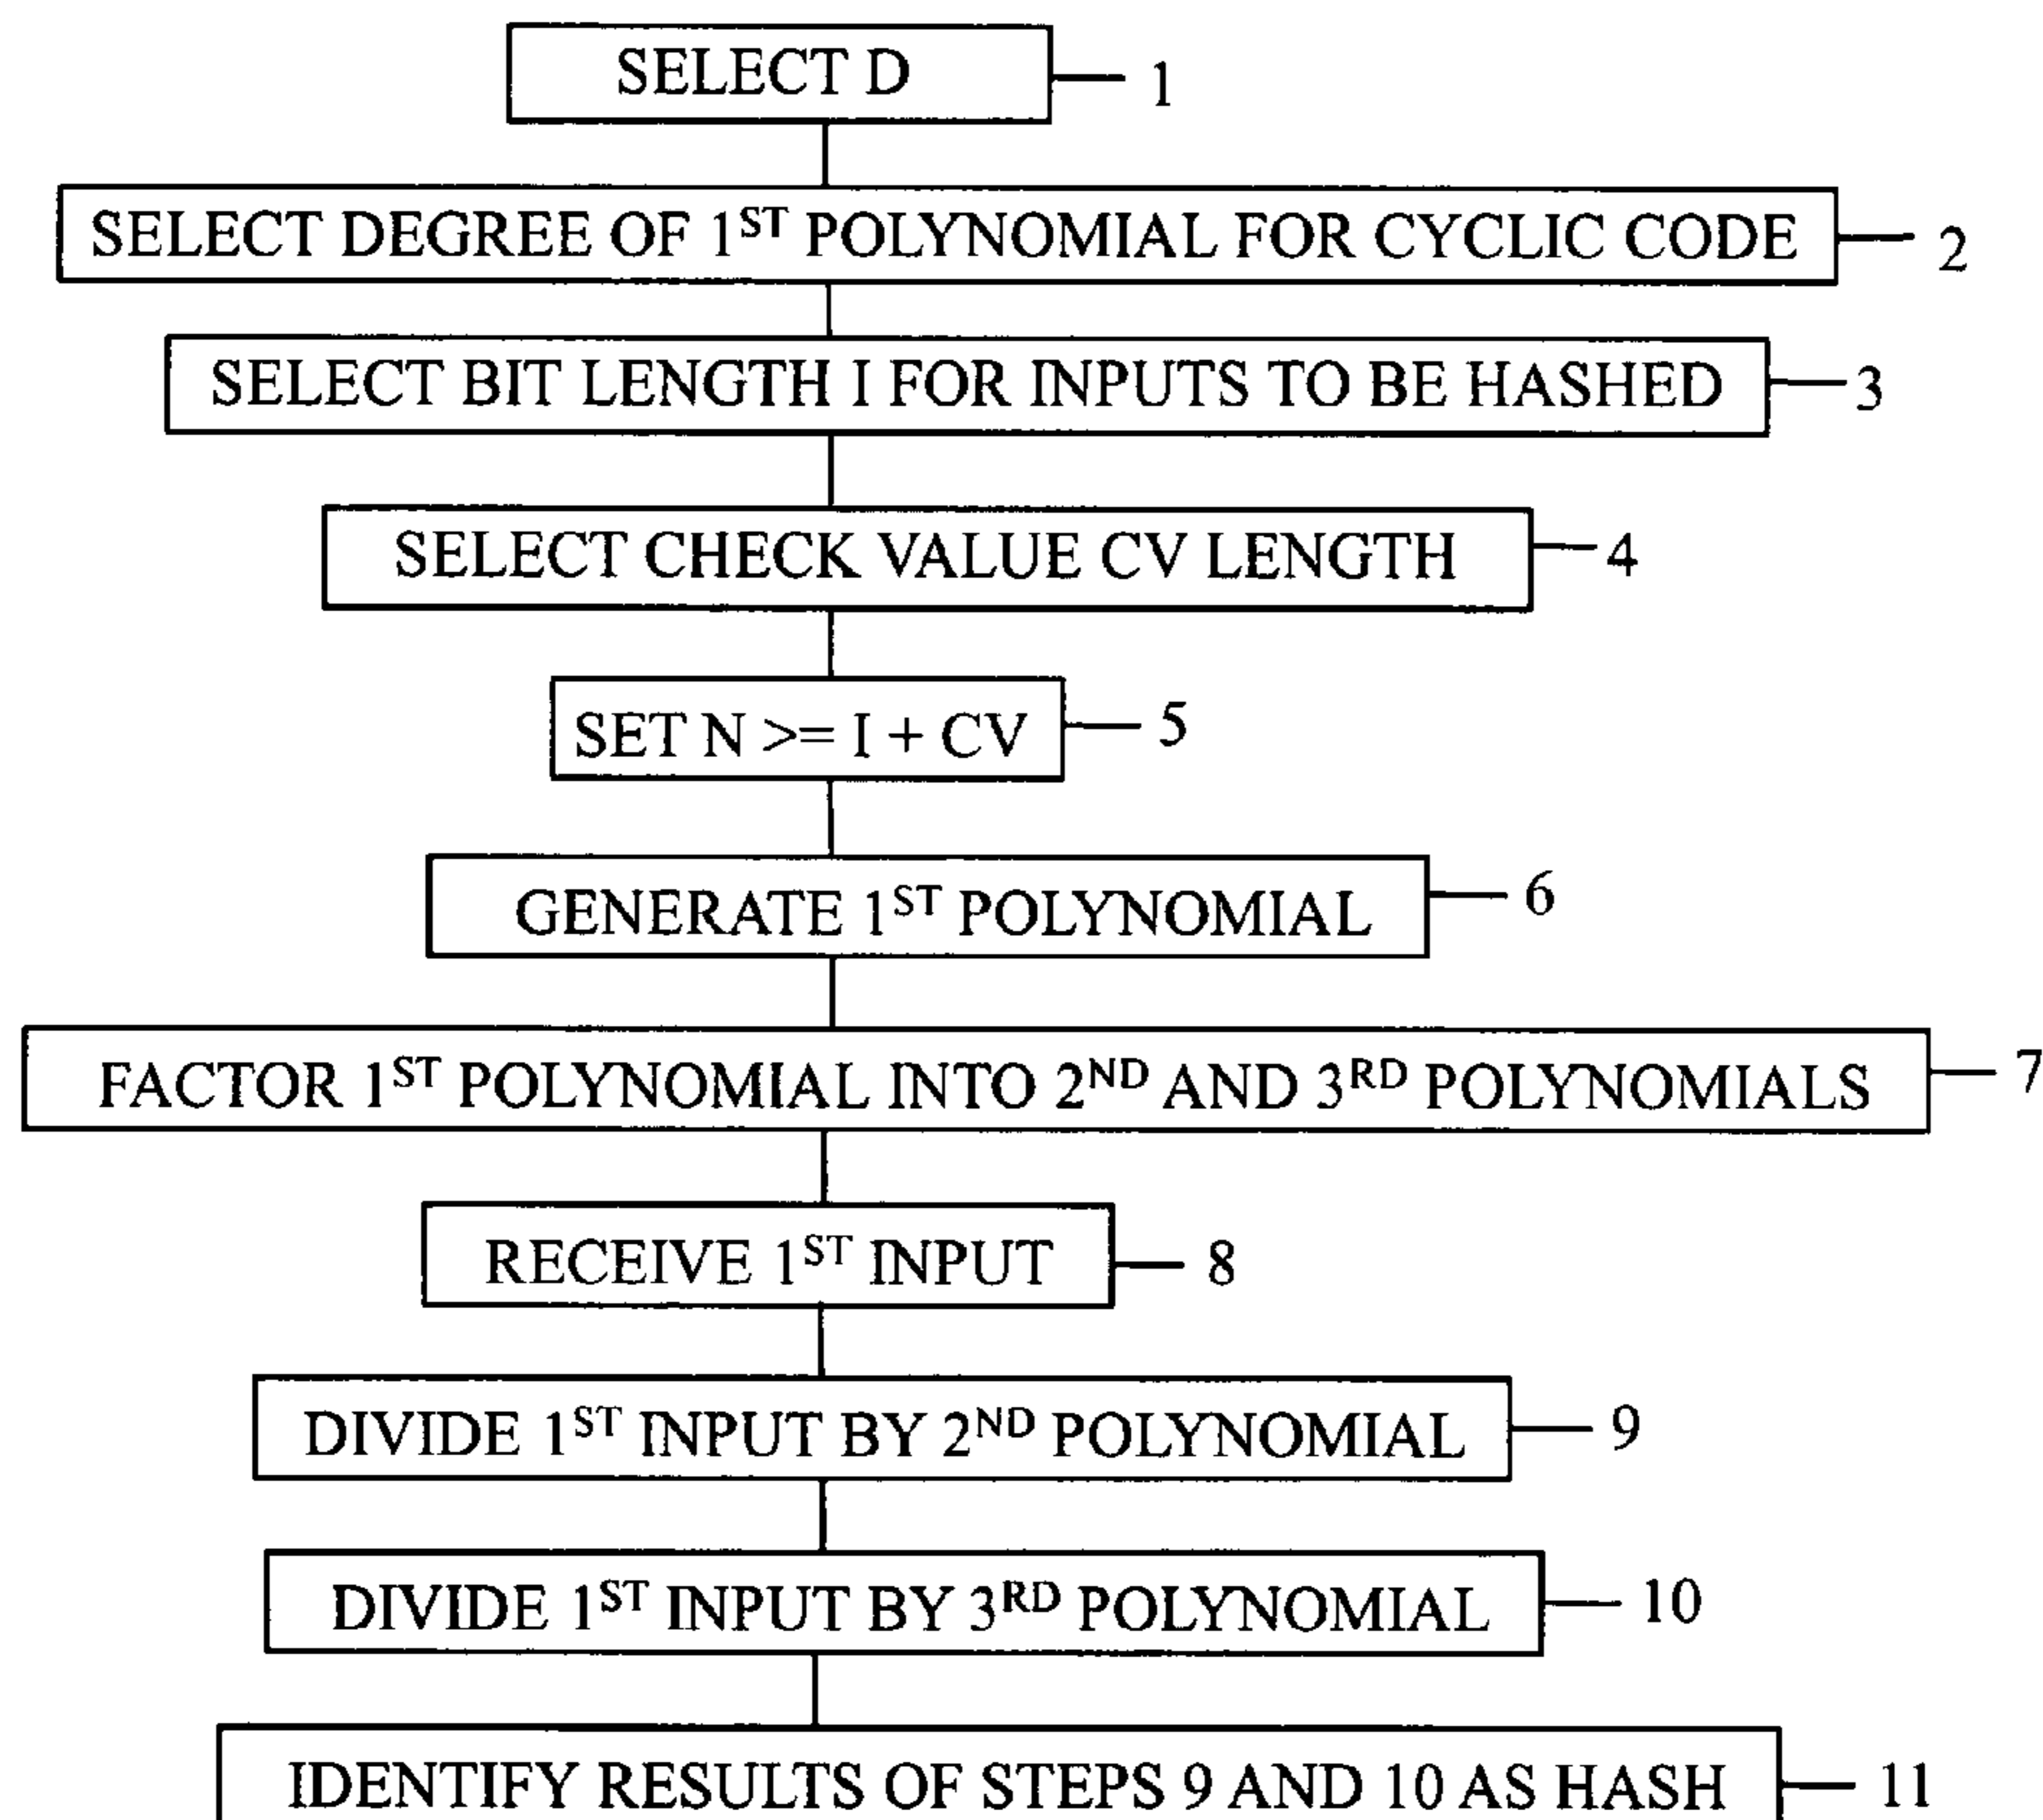 SELECT D 1
SELECT DEGREE OF 1ST POLYNOMIAL FOR CYCLIC CODE 2
SELECT BIT LENGTH I FOR INPUTS TO BE HASHED 3
SELECT CHECK VALUE CV LENGTH 4
SET N >= I + CV 5
GENERATE 1ST POLYNOMIAL 6
FACTOR 1ST POLYNOMIAL INTO 2ND AND 3RD POLYNOMIALS 7
RECEIVE 1ST INPUT 8
DIVIDE 1ST INPUT BY 2ND POLYNOMIAL 9
DIVIDE 1ST INPUT BY 3RD POLYNOMIAL 10
IDENTIFY RESULTS OF STEPS 9 AND 10 AS HASH 11